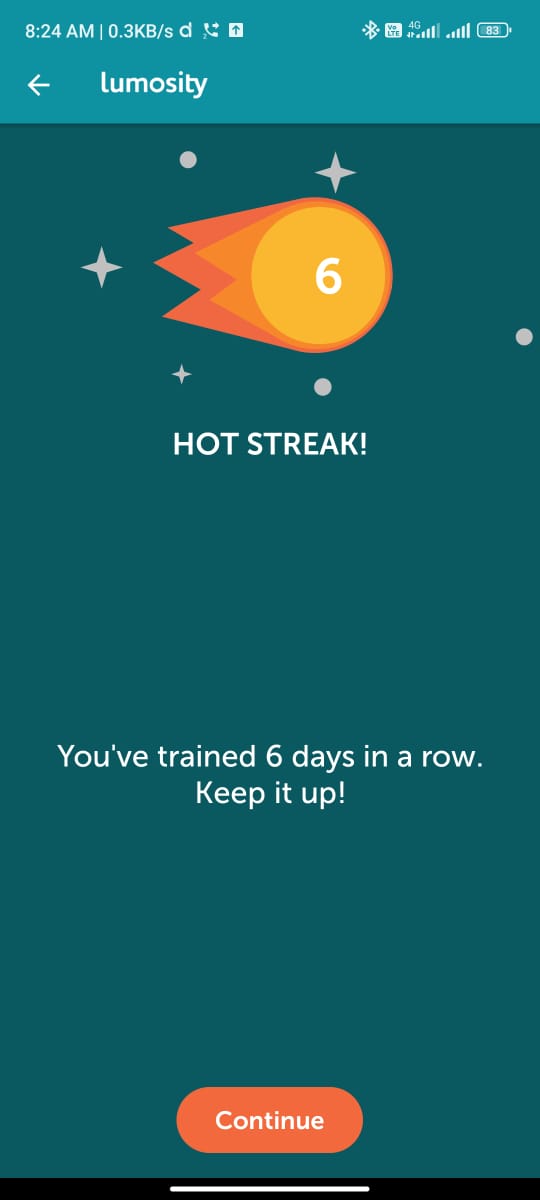 8:24 AM | 0.3KB/s d 2 Vo LTE 4G 83
lumosity
6
HOT STREAK!
You've trained 6 days in a row.
Keep it up!
Continue